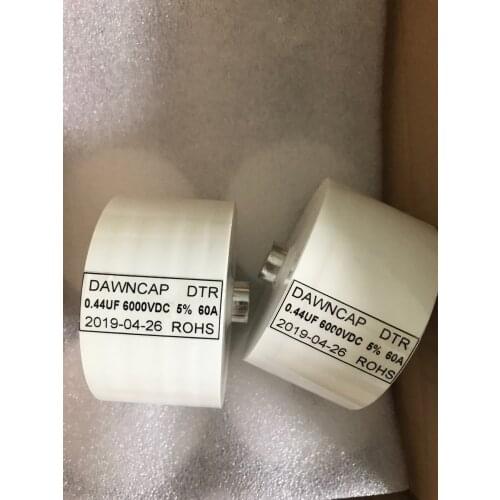 DAWNCAP DTR
0.44UF 6000VDC 5% 60A
2019-04-26 ROHS
DAWNCAP DTR
0.44UF 6000VDC 5% 60A
2019-04-26 ROHS